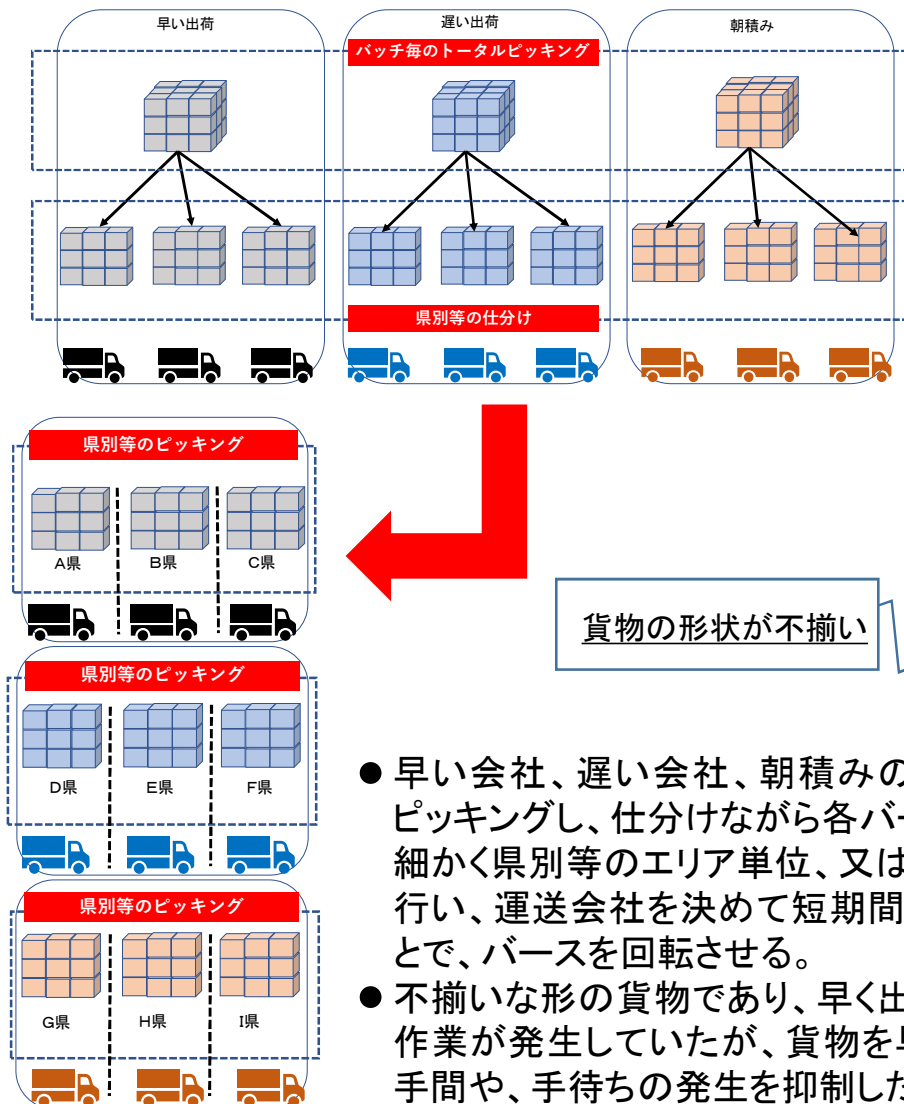 早い出荷
遅い出荷
朝積み
バッチ毎のトータルピッキング
県別等の仕分け
県別等のピッキング
A県
B県
C県
県別等のピッキング
D県
E県
F県
県別等のピッキング
G県
H県
I県
貨物の形状が不揃い
● 早い会社、遅い会社、朝積みの
ピッキングし、仕分けながら各バー
細かく県別等のエリア単位、又は
行い、運送会社を決めて短期間
とで、バースを回転させる。
● 不揃いな形の貨物であり、早く出
作業が発生していたが、貨物を
手間や、手待ちの発生を抑制した